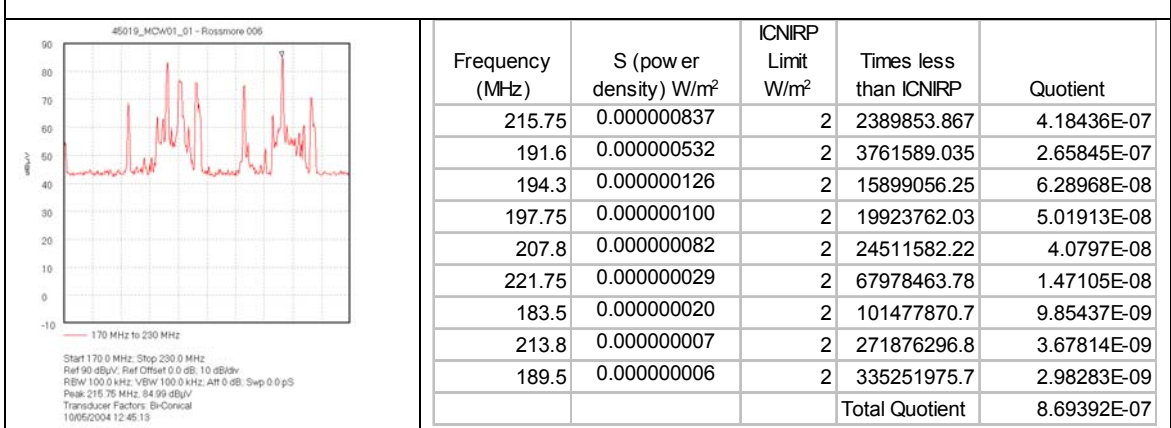 45019_MCW01_01 - Rossmore 006
90
80
70
60
50
40
30
20
10
0
-10
dBµV
170 MHz to 230 MHz
Start 170.0 MHz; Stop 230.0 MHz
Ref 90 dBµV; Ref Offset 0.0 dB; 10 dB/div
RBW 100.0 kHz; VBW 100.0 kHz; Att 0 dB; Swp 0.0 pS
Peak 215.75 MHz, 84.99 dBµV
Transducer Factors: Bi-Conical
10/05/2004 12:45:13
Frequency (MHz) S (power density) W/m² ICNIRP Limit W/m² Times less than ICNIRP Quotient
215.75 0.000000837 2 2389853.867 4.18436E-07
191.6 0.000000532 2 3761589.035 2.65845E-07
194.3 0.000000126 2 15899056.25 6.28968E-08
197.75 0.000000100 2 19923762.03 5.01913E-08
207.8 0.000000082 2 24511582.22 4.0797E-08
221.75 0.000000029 2 67978463.78 1.47105E-08
183.5 0.000000020 2 101477870.7 9.85437E-09
213.8 0.000000007 2 271876296.8 3.67814E-09
189.5 0.000000006 2 335251975.7 2.98283E-09
Total Quotient 8.69392E-07